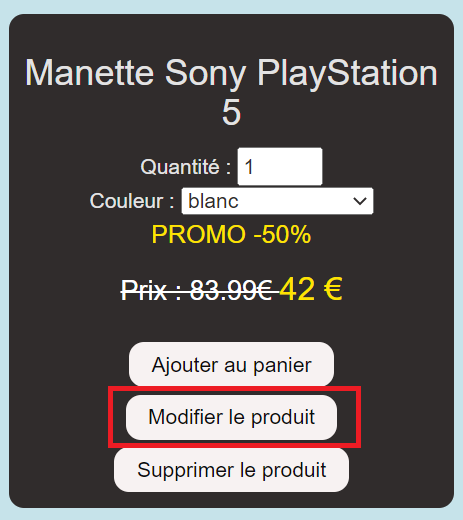 Manette Sony PlayStation
5
Quantité : 1
Couleur : blanc
PROMO -50%
Prix : 83.99€ 42 €
Ajouter au panier
Modifier le produit
Supprimer le produit